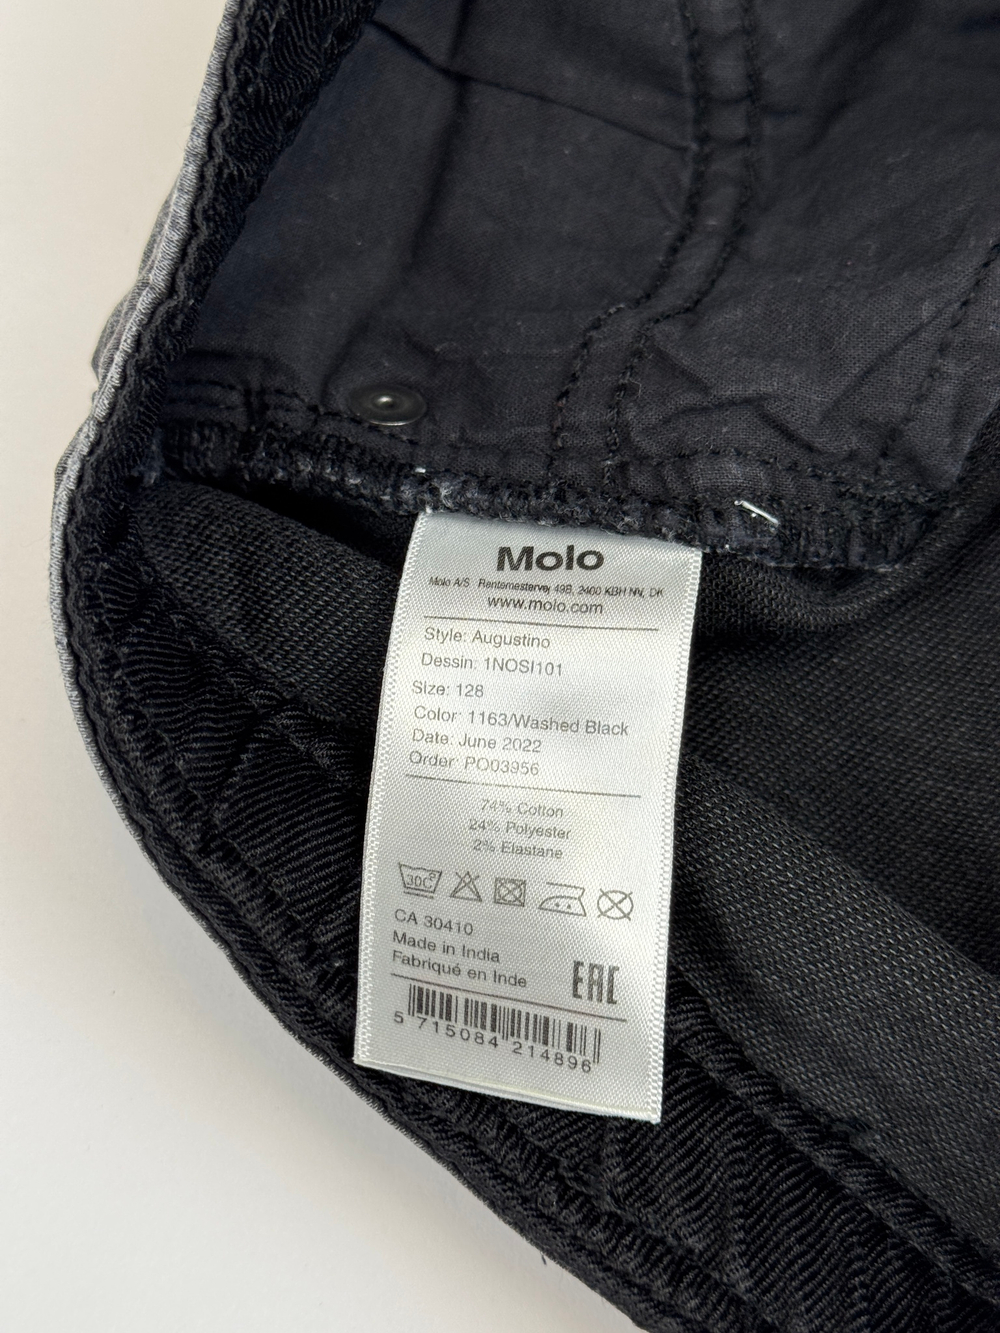 Molo
Molo A/S Rentemestervej 49B, 2400 KBH NV, DK
www.molo.com
Style: Augustino
Dessin: 1NOSI101
Size: 128
Color: 1163/Washed Black
Date: June 2022
Order: PO03956
74% Cotton
24% Polyester
2% Elastane
30C°
CA 30410
Made in India
Fabriqué en Inde
EAC
5 715084 214896